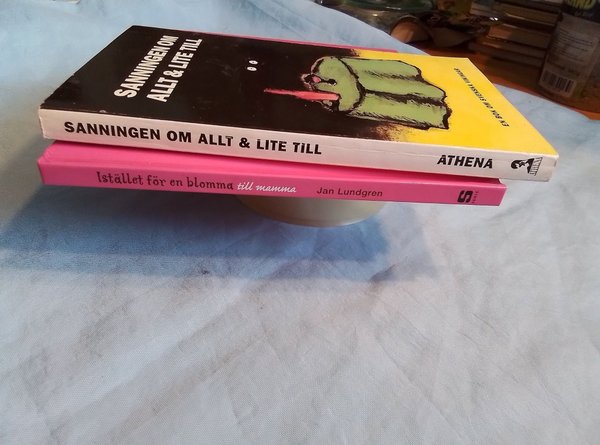 SANNINGEN OM
ALLT & LITE TILL
SANNINGEN OM ALLT & LITE TILL
ATHENA
Istället för en blomma till mamma
Jan Lundgren